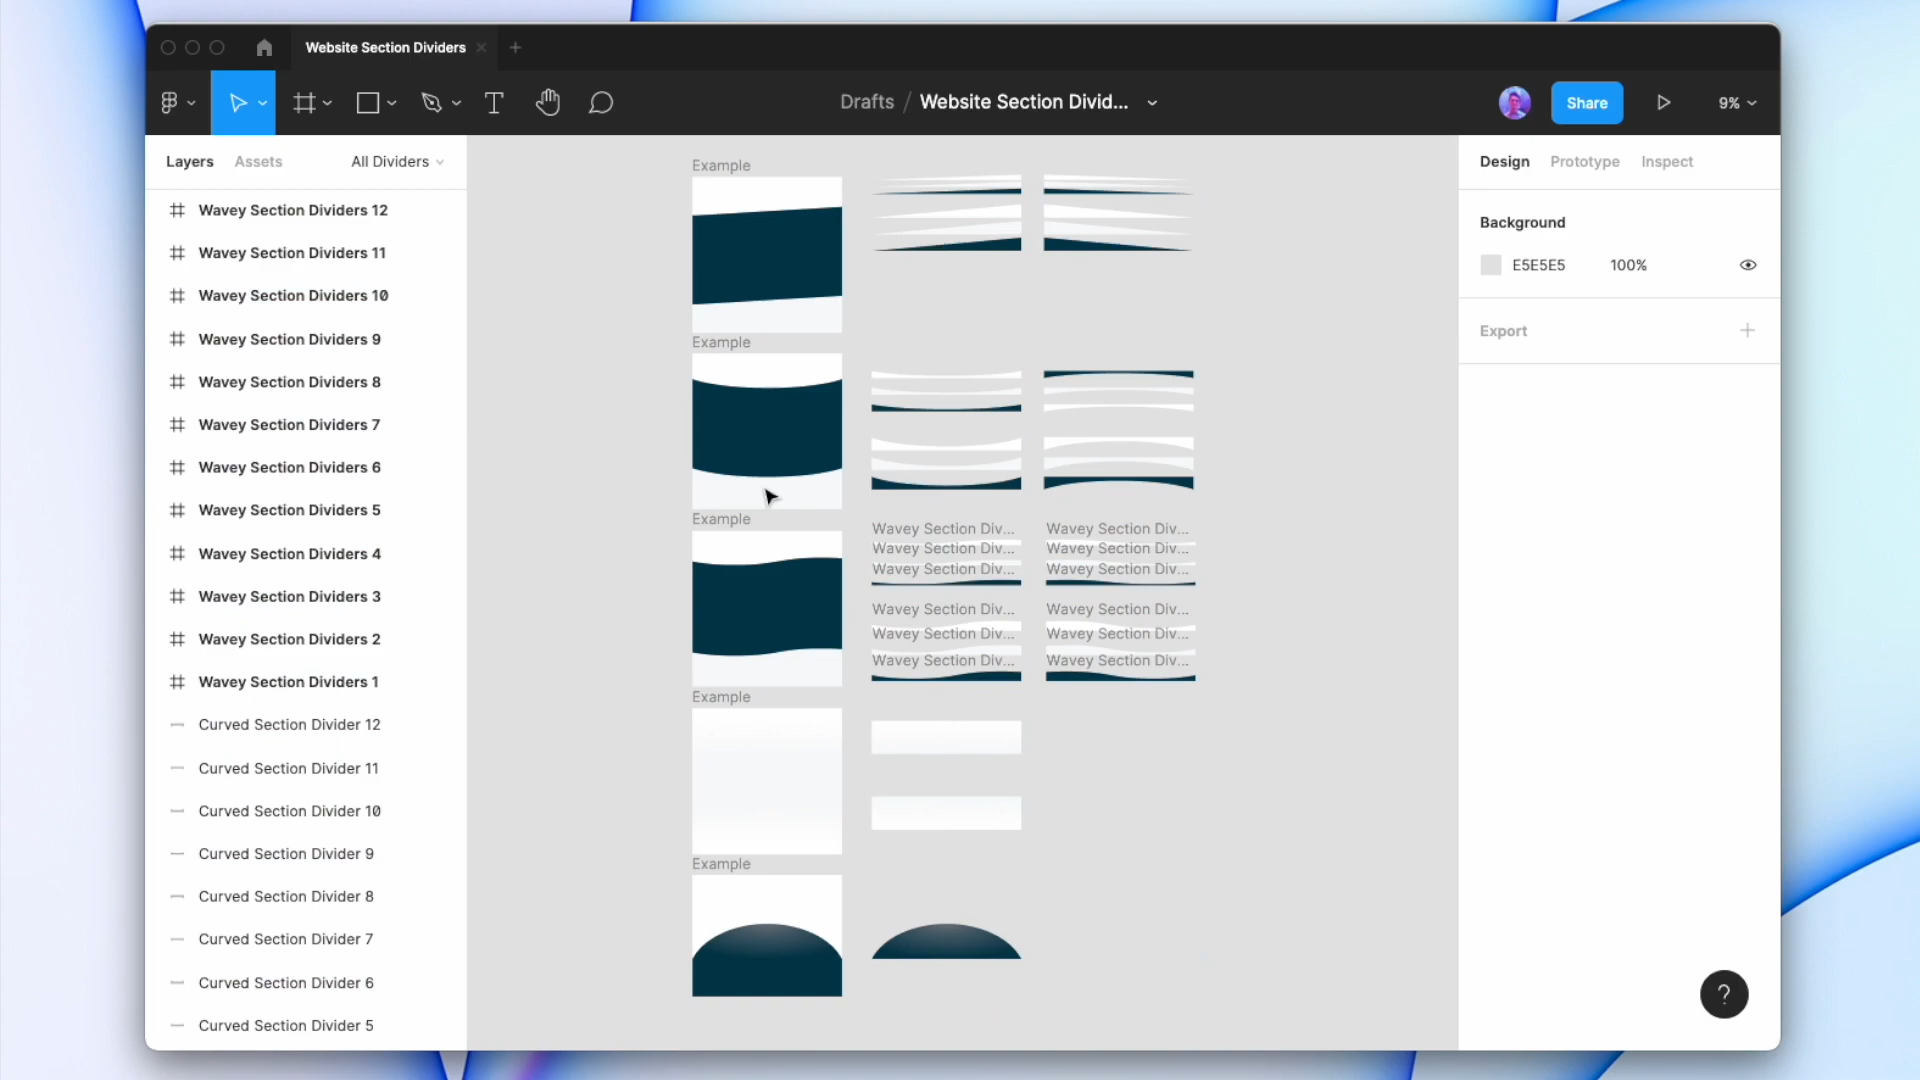 Website Section Dividers
Drafts / Website Section Divid...
Share
9%
Layers
Assets
All Dividers
Wavey Section Dividers 12
Wavey Section Dividers 11
Wavey Section Dividers 10
Wavey Section Dividers 9
Wavey Section Dividers 8
Wavey Section Dividers 7
Wavey Section Dividers 6
Wavey Section Dividers 5
Wavey Section Dividers 4
Wavey Section Dividers 3
Wavey Section Dividers 2
Wavey Section Dividers 1
Curved Section Divider 12
Curved Section Divider 11
Curved Section Divider 10
Curved Section Divider 9
Curved Section Divider 8
Curved Section Divider 7
Curved Section Divider 6
Curved Section Divider 5
Example
Example
Example
Wavey Section Div... Wavey Section Div...
Wavey Section Div... Wavey Section Div...
Wavey Section Div... Wavey Section Div...
Wavey Section Div... Wavey Section Div...
Wavey Section Div... Wavey Section Div...
Wavey Section Div... Wavey Section Div...
Example
Example
Design
Prototype
Inspect
Background
E5E5E5 100%
Export
?